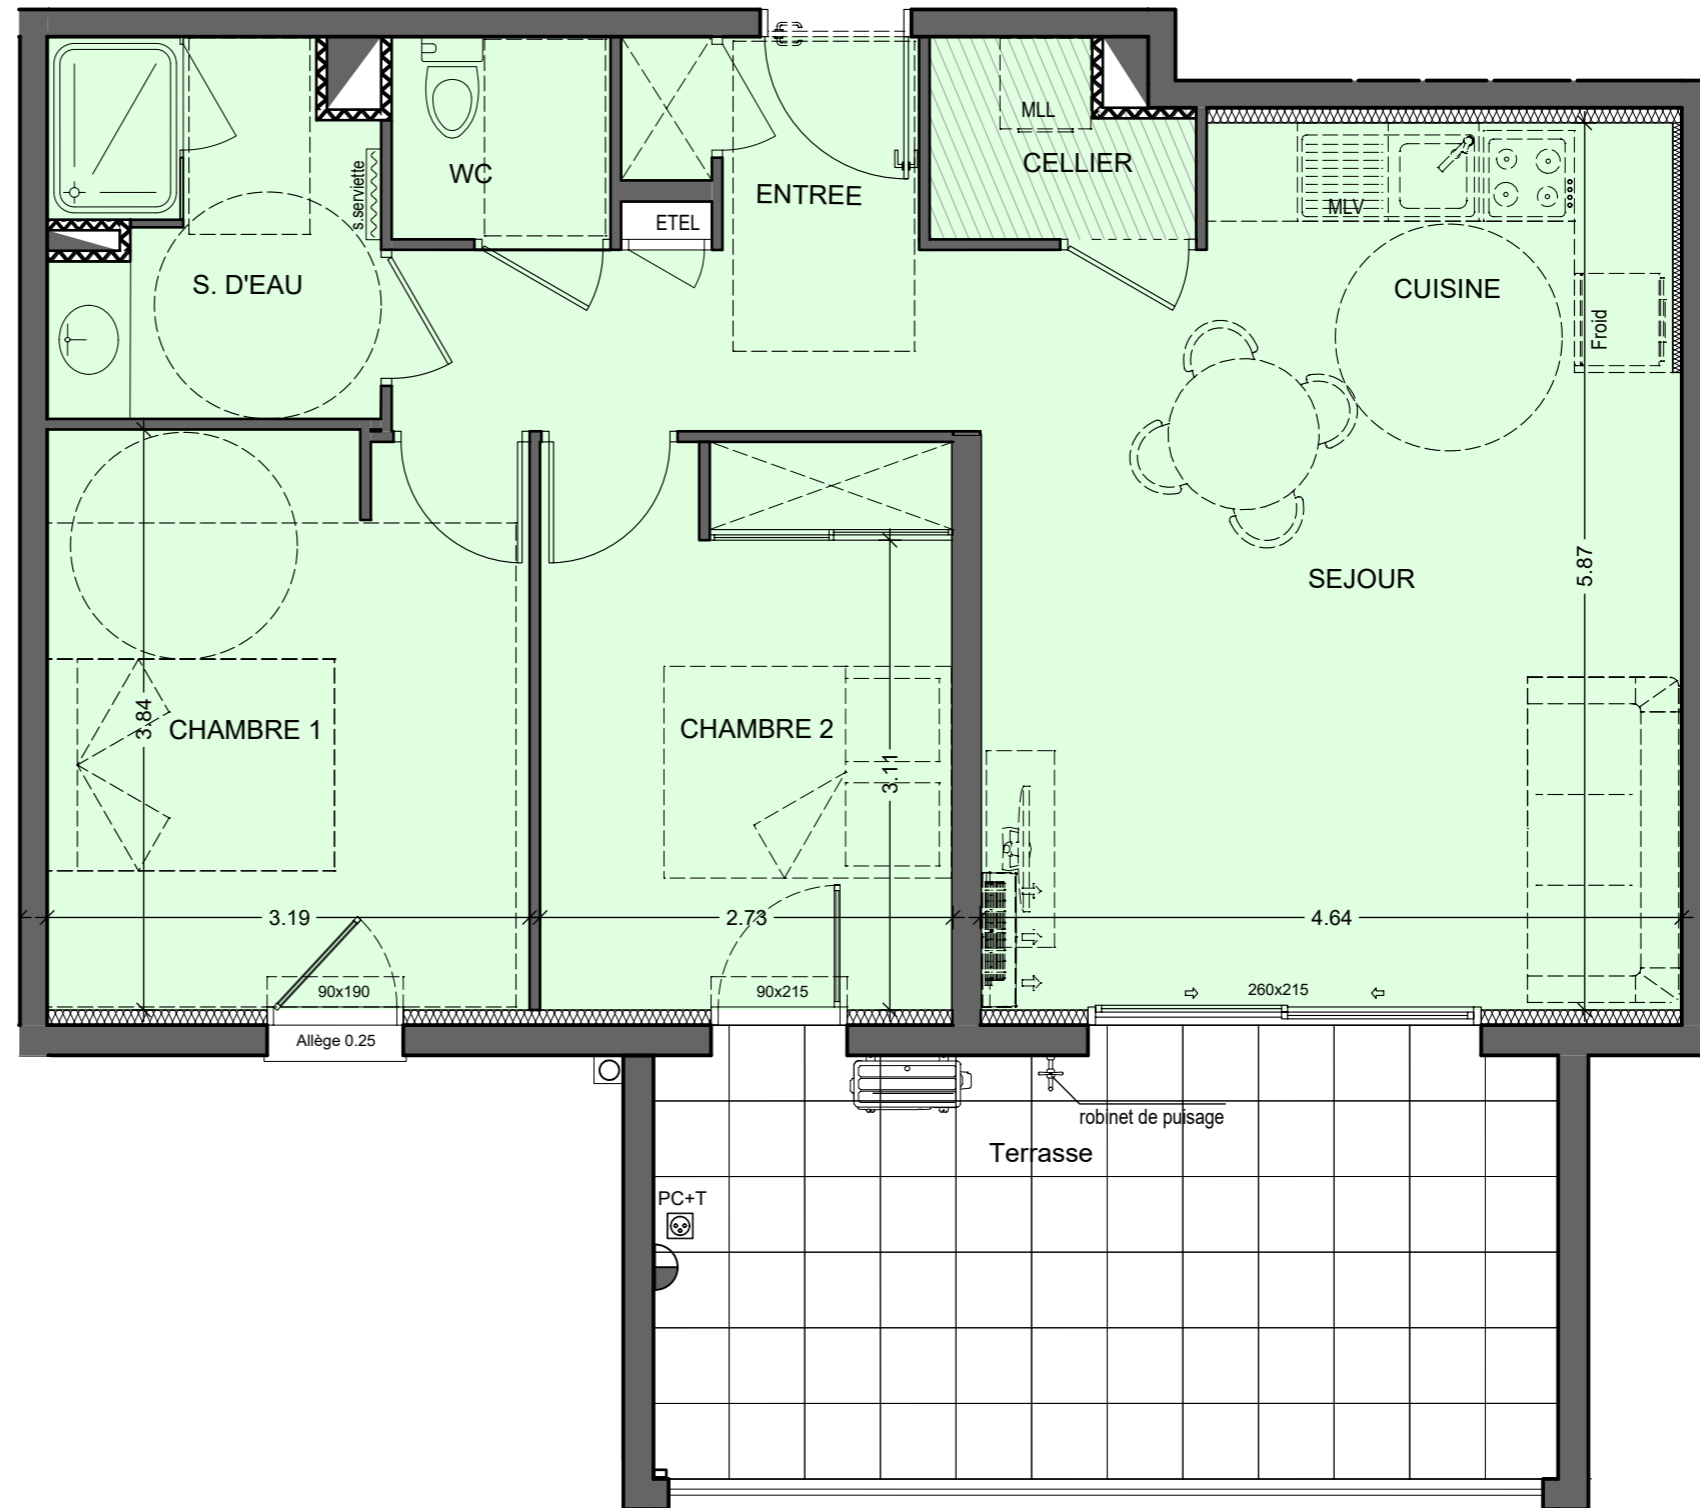 MLL
CELLIER
WC
s.serviette
ENTREE
ETEL
MLV
S. D'EAU
CUISINE
Froid
SEJOUR
5.87
3.84
CHAMBRE 1
CHAMBRE 2
3.11
3.19
2.73
4.64
90x190
90x215
260x215
Allège 0.25
robinet de puisage
Terrasse
PC+T